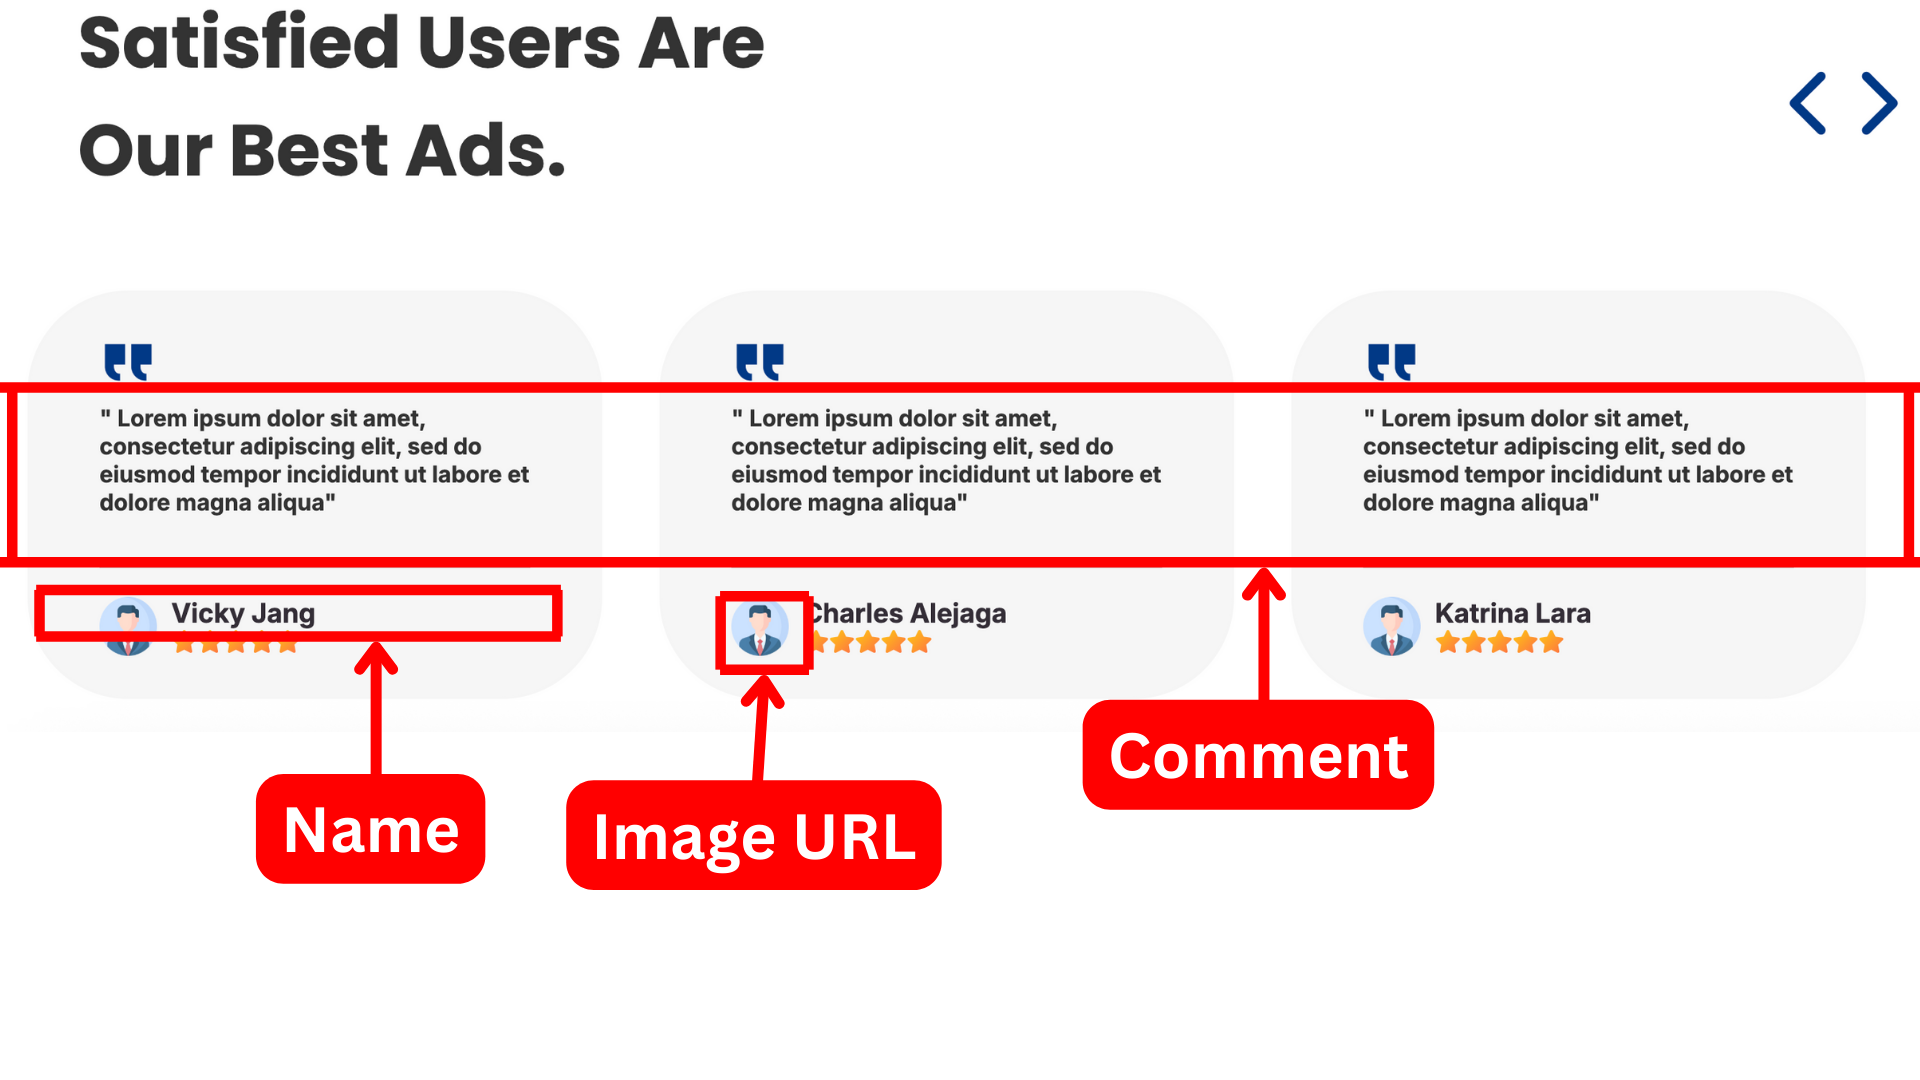 Satisfied Users Are
Our Best Ads.
" Lorem ipsum dolor sit amet,
consectetur adipiscing elit, sed do
eiusmod tempor incididunt ut labore et
dolore magna aliqua"
Vicky Jang
" Lorem ipsum dolor sit amet,
consectetur adipiscing elit, sed do
eiusmod tempor incididunt ut labore et
dolore magna aliqua"
Charles Alejaga
" Lorem ipsum dolor sit amet,
consectetur adipiscing elit, sed do
eiusmod tempor incididunt ut labore et
dolore magna aliqua"
Katrina Lara
Name
Image URL
Comment